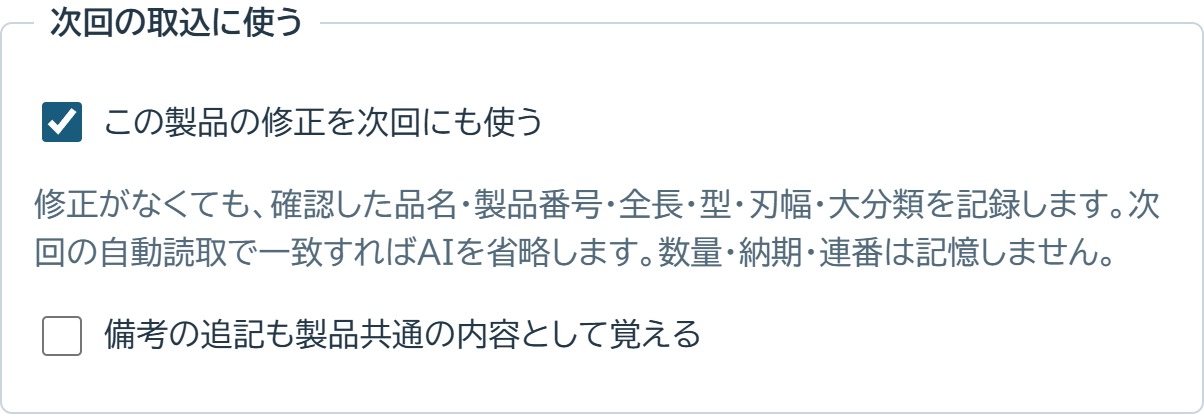 次回の取込に使う
この製品の修正を次回にも使う
修正がなくても、確認した品名・製品番号・全長・型・刃幅・大分類を記録します。次
回の自動読取で一致すればAIを省略します。数量・納期・連番は記憶しません。
備考の追記も製品共通の内容として覚える